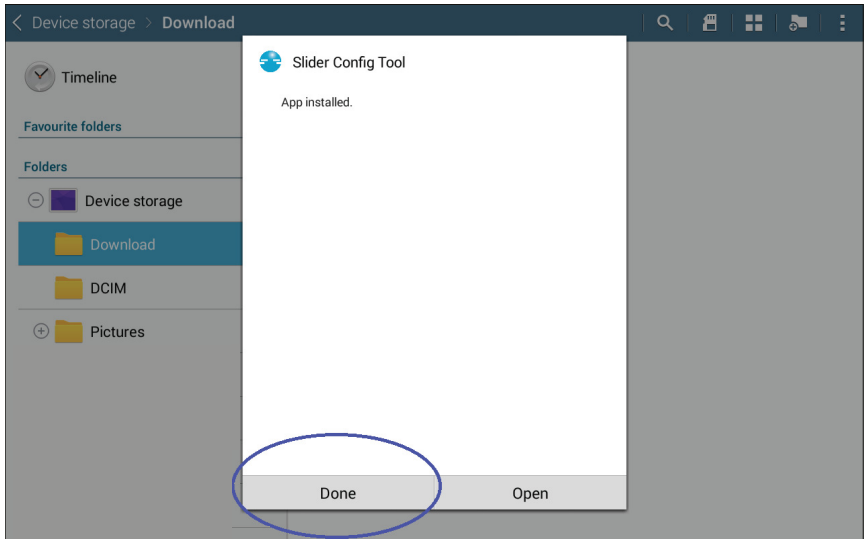 Device storage > Download
Slider Config Tool
App installed.
Timeline
Favourite folders
Folders
Device storage
Download
DCIM
Pictures
Done
Open